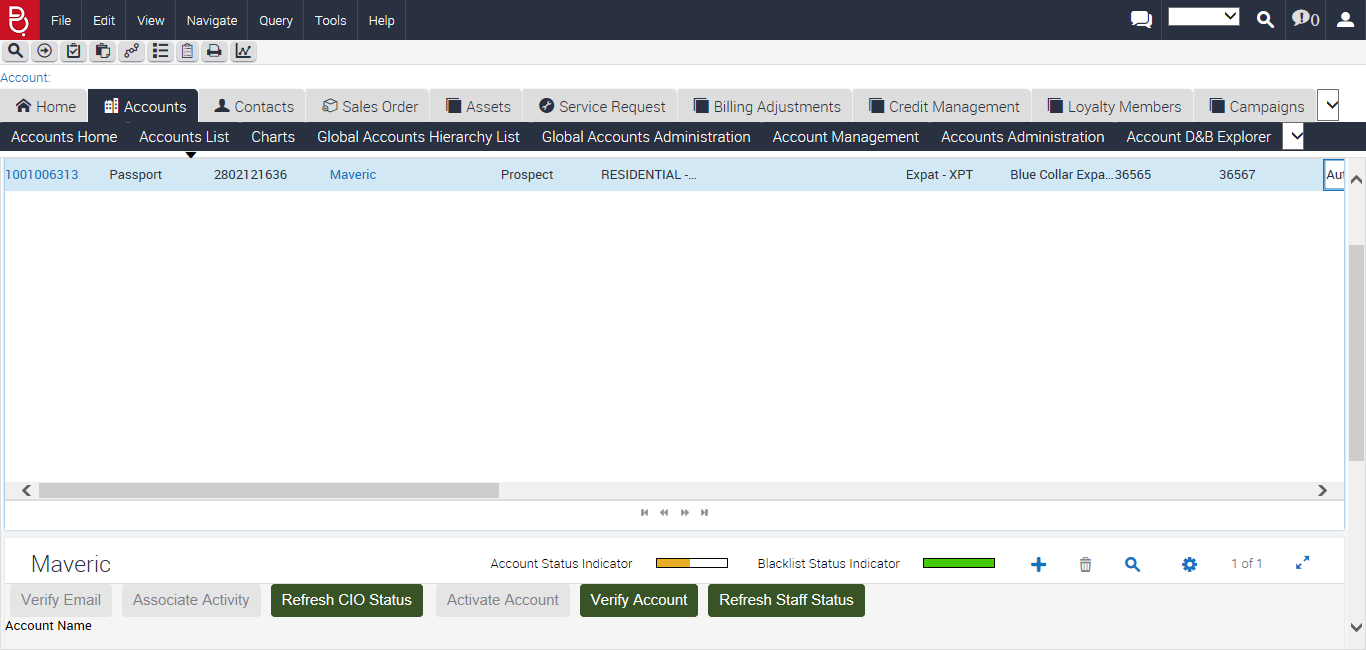 File Edit View Navigate Query Tools Help 0
Account:
Home Accounts Contacts Sales Order Assets Service Request Billing Adjustments Credit Management Loyalty Members Campaigns
Accounts Home Accounts List Charts Global Accounts Hierarchy List Global Accounts Administration Account Management Accounts Administration Account D&B Explorer
1001006313 Passport 2802121636 Maveric Prospect RESIDENTIAL -... Expat - XPT Blue Collar Expa... 36565 36567 Aut
Maveric Account Status Indicator Blacklist Status Indicator 1 of 1
Verify Email Associate Activity Refresh CIO Status Activate Account Verify Account Refresh Staff Status
Account Name